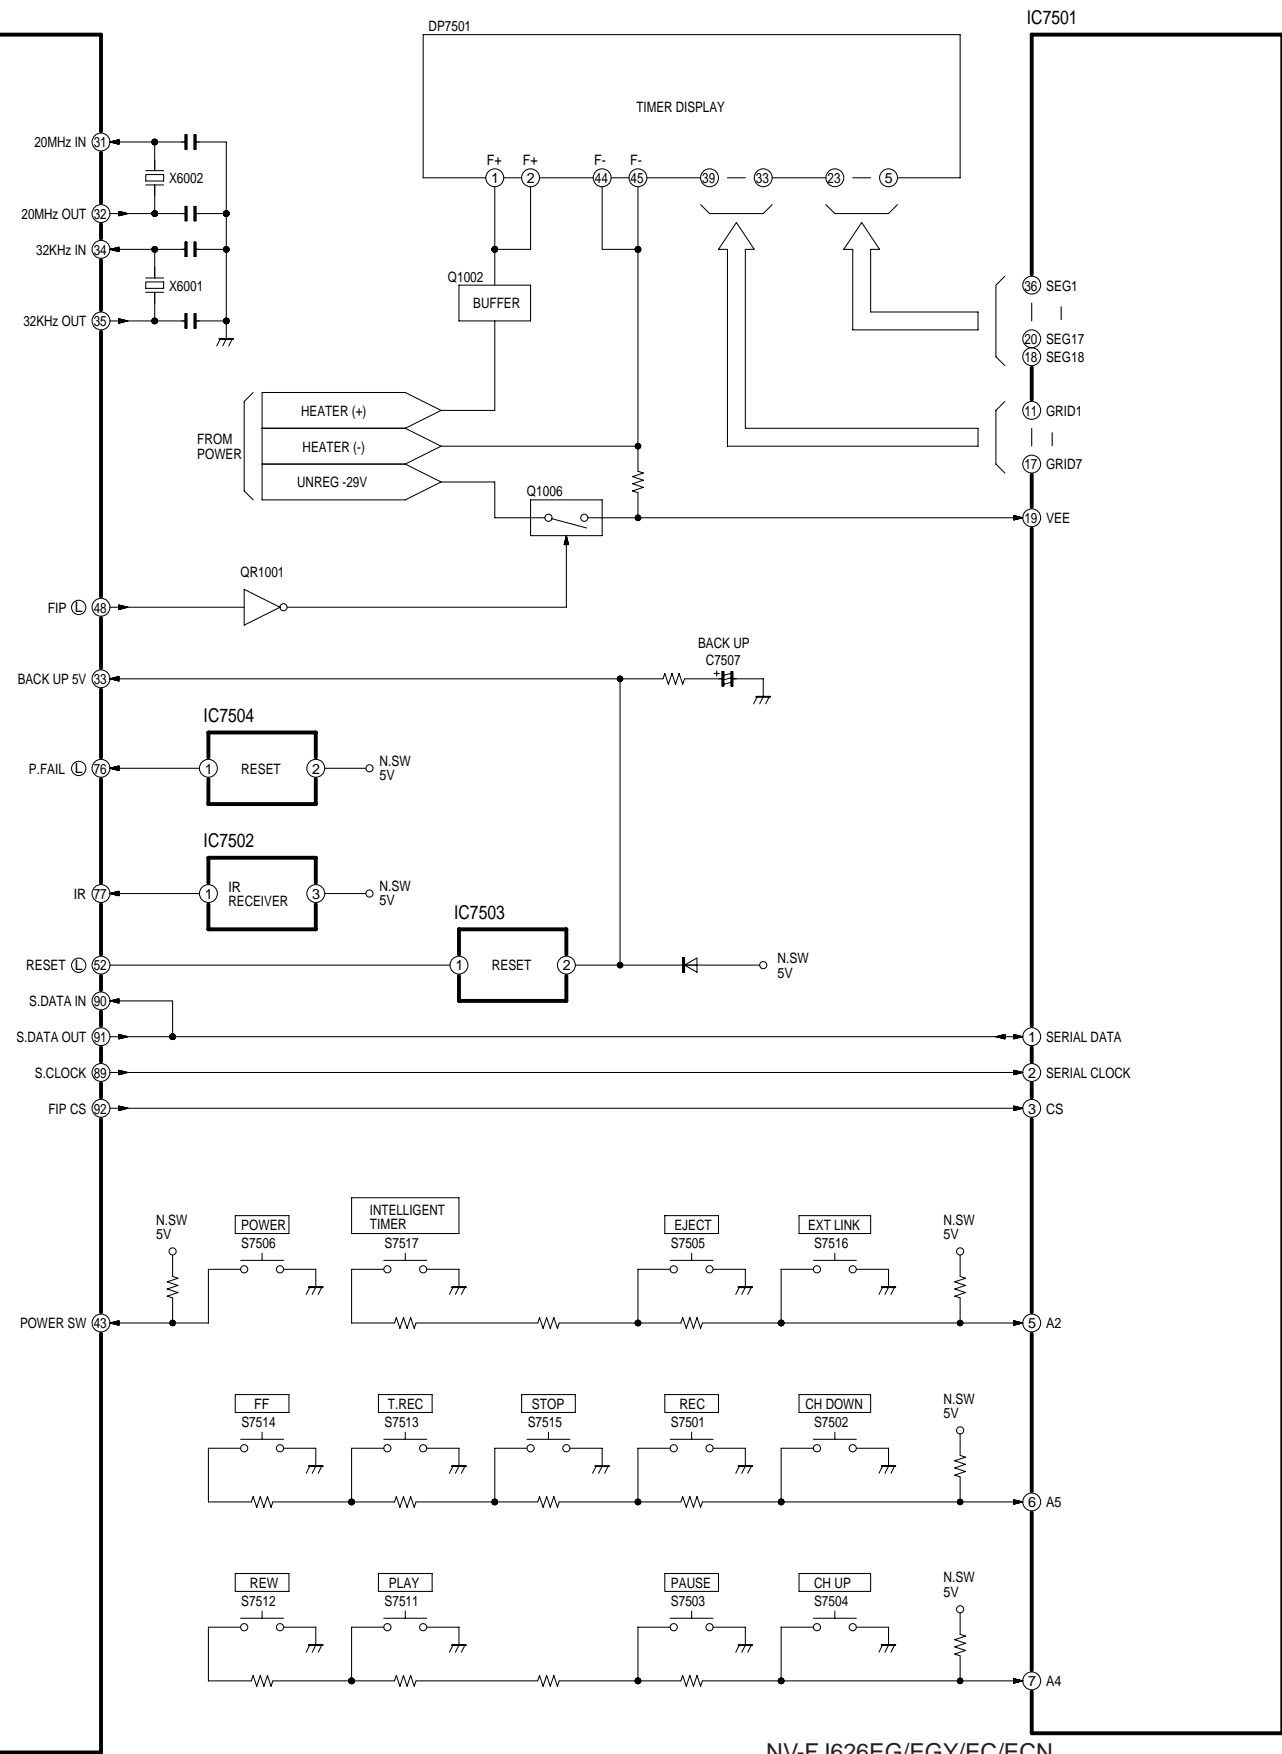 IC7501
DP7501
TIMER DISPLAY
20MHz IN 31
X6002
20MHz OUT 32
32KHz IN 34
X6001
32KHz OUT 35
F+ F+ F- F-
1 2 44 45 39 — 33 23 — 5
Q1002
BUFFER
36 SEG1
20 SEG17
18 SEG18
11 GRID1
17 GRID7
FROM
POWER
HEATER (+)
HEATER (-)
UNREG -29V
Q1006
19 VEE
QR1001
FIP L 48
BACK UP
C7507
+
BACK UP 5V 33
IC7504
P.FAIL L 76
1 RESET 2
N.SW
5V
IC7502
IR 77
1 IR
RECEIVER 3
N.SW
5V
IC7503
RESET L 52
1 RESET 2
N.SW
5V
S.DATA IN 90
S.DATA OUT 91
1 SERIAL DATA
S.CLOCK 89
2 SERIAL CLOCK
FIP CS 92
3 CS
N.SW
5V
POWER
S7506
INTELLIGENT
TIMER
S7517
EJECT
S7505
EXT LINK
S7516
N.SW
5V
POWER SW 43
5 A2
FF
S7514
T.REC
S7513
STOP
S7515
REC
S7501
CH DOWN
S7502
N.SW
5V
6 A5
REW
S7512
PLAY
S7511
PAUSE
S7503
CH UP
S7504
N.SW
5V
7 A4
NV-FJ626EG/EGY/EC/ECN